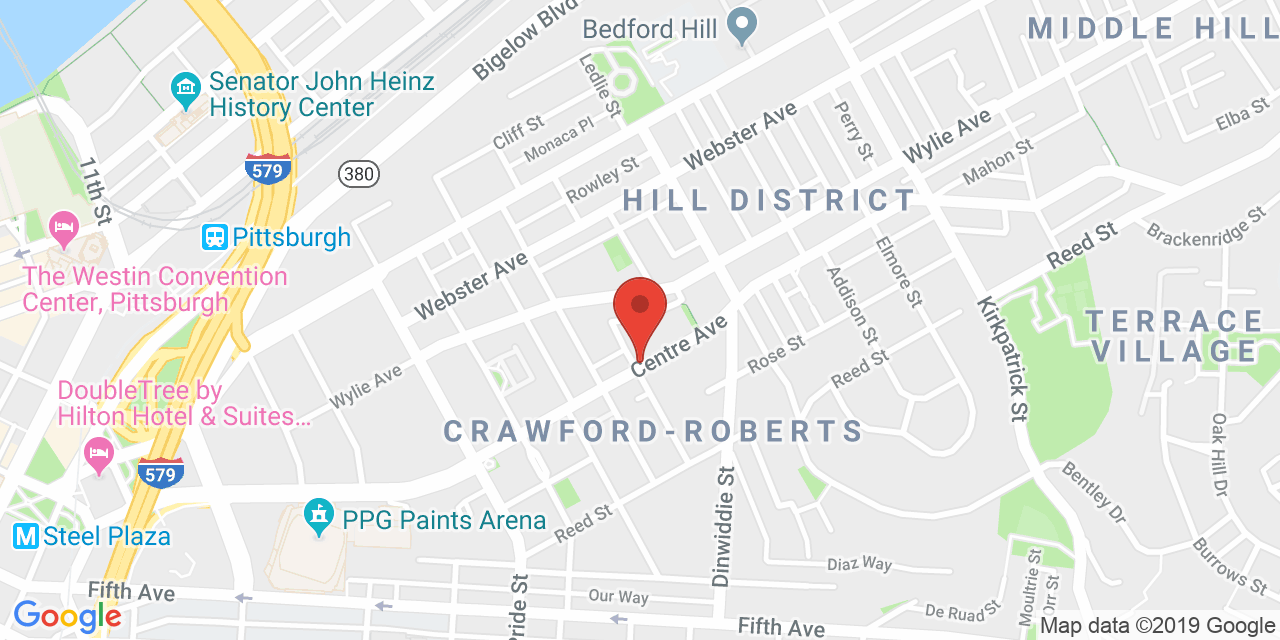 Bedford Hill
MIDDLE HILL
Bigelow Blvd
Senator John Heinz
History Center
Ledlie St
Cliff St
Monaca Pl
Webster Ave
Perry St
Wylie Ave
Elba St
Mahon St
579
380
11th St
Rowley St
HILL DISTRICT
Pittsburgh
Brackenridge St
Reed St
The Westin Convention
Center, Pittsburgh
Webster Ave
Elmore St
Addison St
Kirkpatrick St
TERRACE
VILLAGE
Centre Ave
Rose St
Reed St
Wylie Ave
DoubleTree by
Hilton Hotel & Suites...
CRAWFORD-ROBERTS
Oak Hill Dr
579
Dinwiddie St
Bentley Dr
PPG Paints Arena
Reed St
M
Steel Plaza
Burrows St
Diaz Way
Moultrie St
Orr St
Fifth Ave
Pride St
Our Way
De Ruad St
Fifth Ave
Google
Map data ©2019 Google